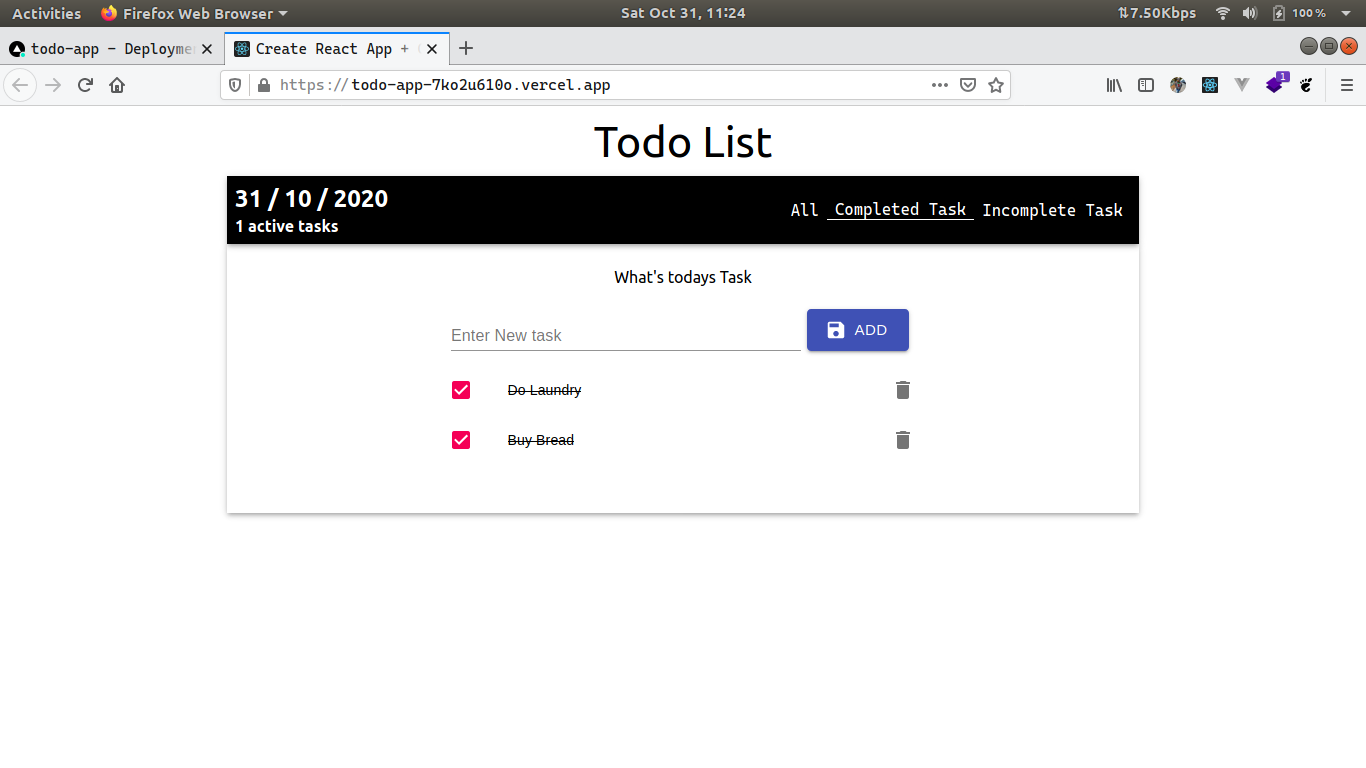 Activities Firefox Web Browser Sat Oct 31, 11:24 ⇅7.50Kbps 100 %
todo-app – Deployme Create React App +
https://todo-app-7ko2u610o.vercel.app 1
Todo List
31 / 10 / 2020
1 active tasks
All Completed Task Incomplete Task
What's todays Task
Enter New task ADD
Do Laundry
Buy Bread